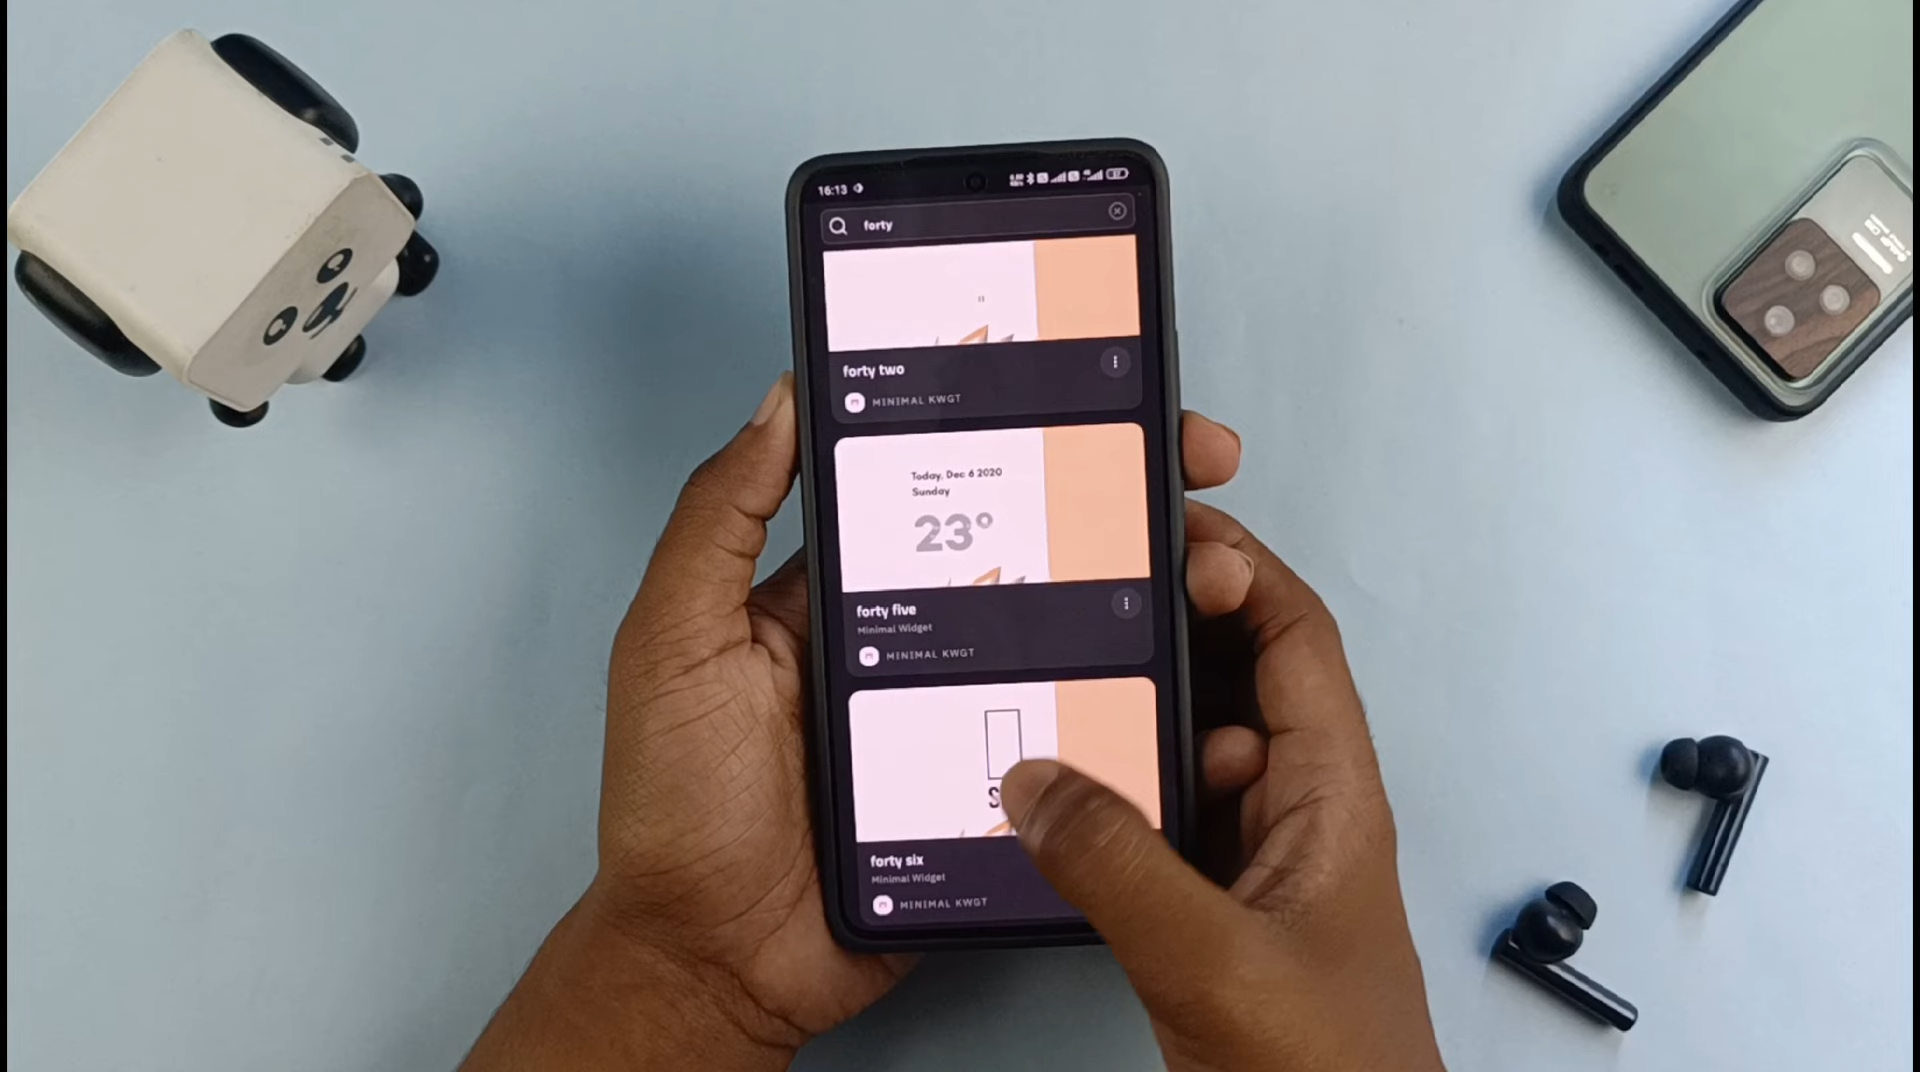 16:13
forty
forty two
MINIMAL KWGT
Today, Dec 6 2020
Sunday
23°
forty five
Minimal Widget
MINIMAL KWGT
S
forty six
Minimal Widget
MINIMAL KWGT